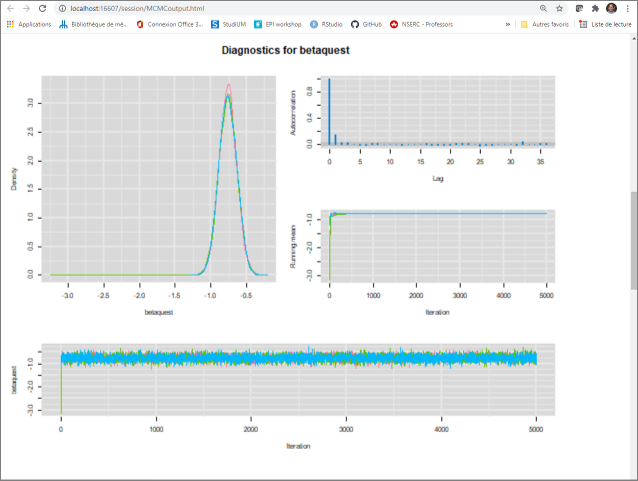 localhost:16607/session/MCMCoutput.html
Applications
Bibliothèque de mé...
Connexion Office 3...
StudiUM
EPI workshop
RStudio
GitHub
NSERC - Professors
»
Autres favoris
Liste de lecture
Diagnostics for betaquest
Density
0.0 0.5 1.0 1.5 2.0 2.5 3.0
-3.0 -2.5 -2.0 -1.5 -1.0 -0.5
betaquest
Autocorrelation
0.0 0.4 0.8
0 5 10 15 20 25 30 35
Lag
Running mean
-3.0 -2.0 -1.0
0 1000 2000 3000 4000 5000
Iteration
betaquest
-3.0 -2.0 -1.0
0 1000 2000 3000 4000 5000
Iteration